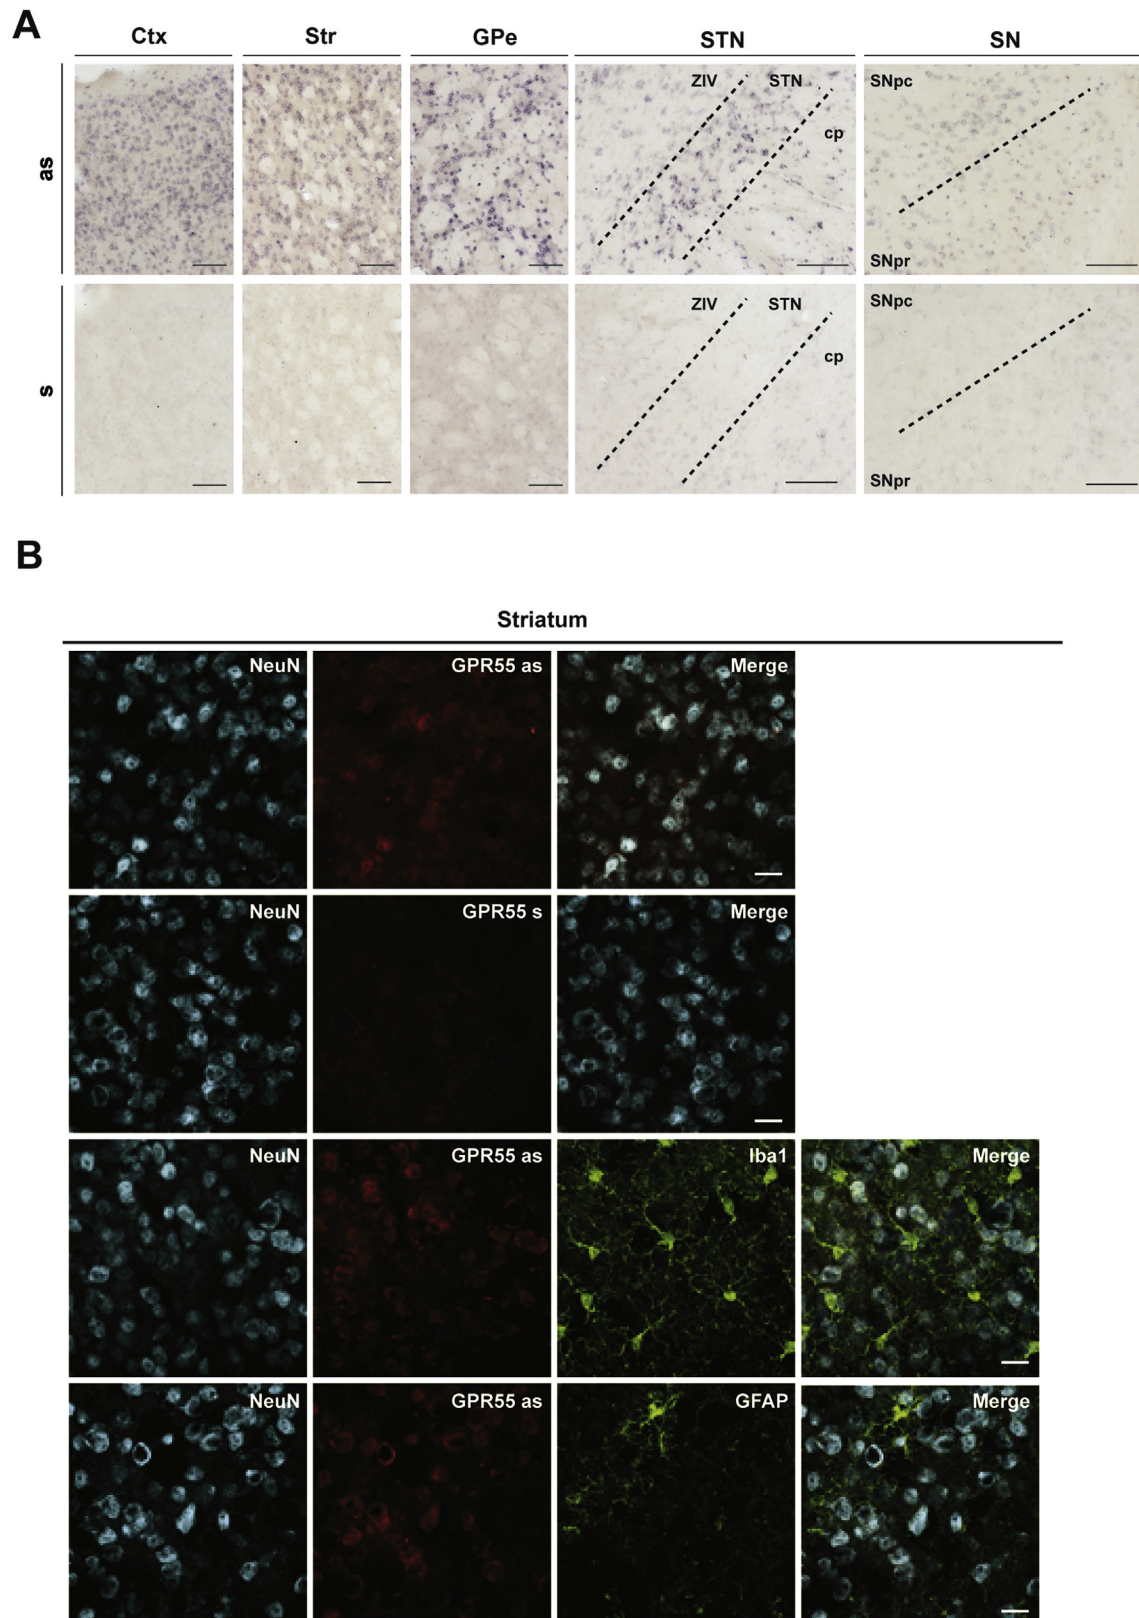 A
Ctx Str GPe STN SN
as
ZIV STN
cp
SNpc
SNpr
s
ZIV STN
cp
SNpc
SNpr
B
Striatum
NeuN GPR55 as Merge
NeuN GPR55 s Merge
NeuN GPR55 as Iba1 Merge
NeuN GPR55 as GFAP Merge